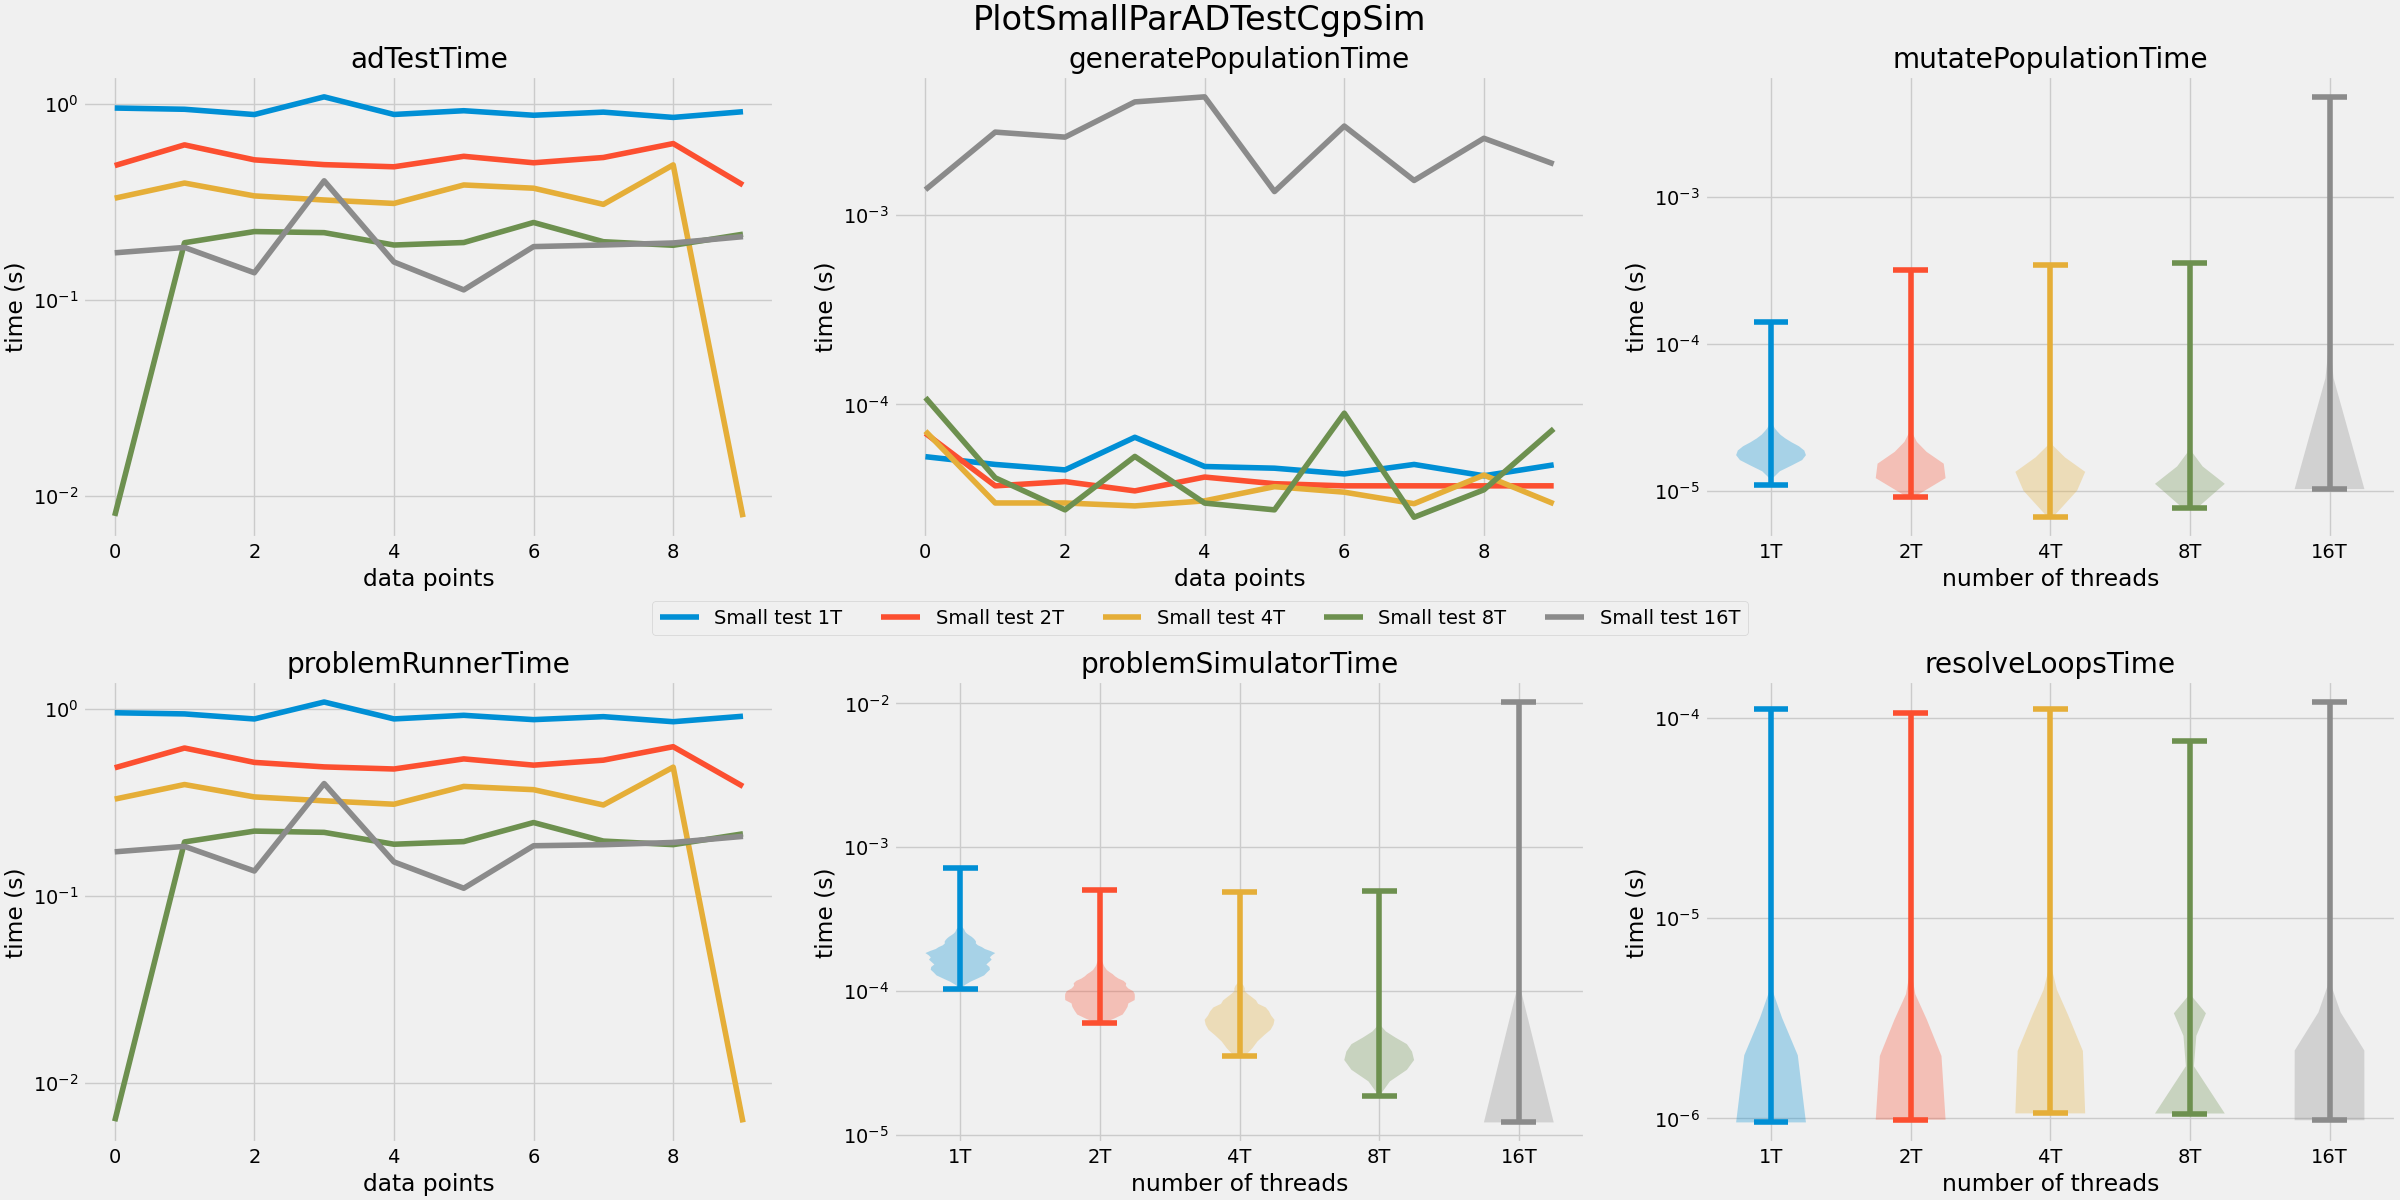 PlotSmallParADTestCgpSim
adTestTime
generatePopulationTime
mutatePopulationTime
time (s)
10⁰
10⁻¹
10⁻²
0 2 4 6 8
data points
time (s)
10⁻³
10⁻⁴
0 2 4 6 8
data points
time (s)
10⁻³
10⁻⁴
10⁻⁵
1T 2T 4T 8T 16T
number of threads
Small test 1T Small test 2T Small test 4T Small test 8T Small test 16T
problemRunnerTime
problemSimulatorTime
resolveLoopsTime
time (s)
10⁰
10⁻¹
10⁻²
0 2 4 6 8
data points
time (s)
10⁻²
10⁻³
10⁻⁴
10⁻⁵
1T 2T 4T 8T 16T
number of threads
time (s)
10⁻⁴
10⁻⁵
10⁻⁶
1T 2T 4T 8T 16T
number of threads